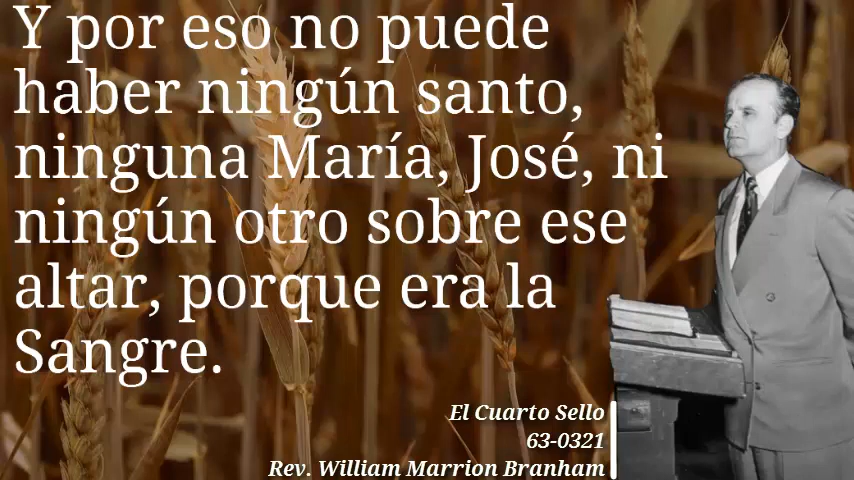 Y por eso no puede
haber ningún santo,
ninguna María, José, ni
ningún otro sobre ese
altar, porque era la
Sangre.
El Cuarto Sello
63-0321
Rev. William Marrion Branham